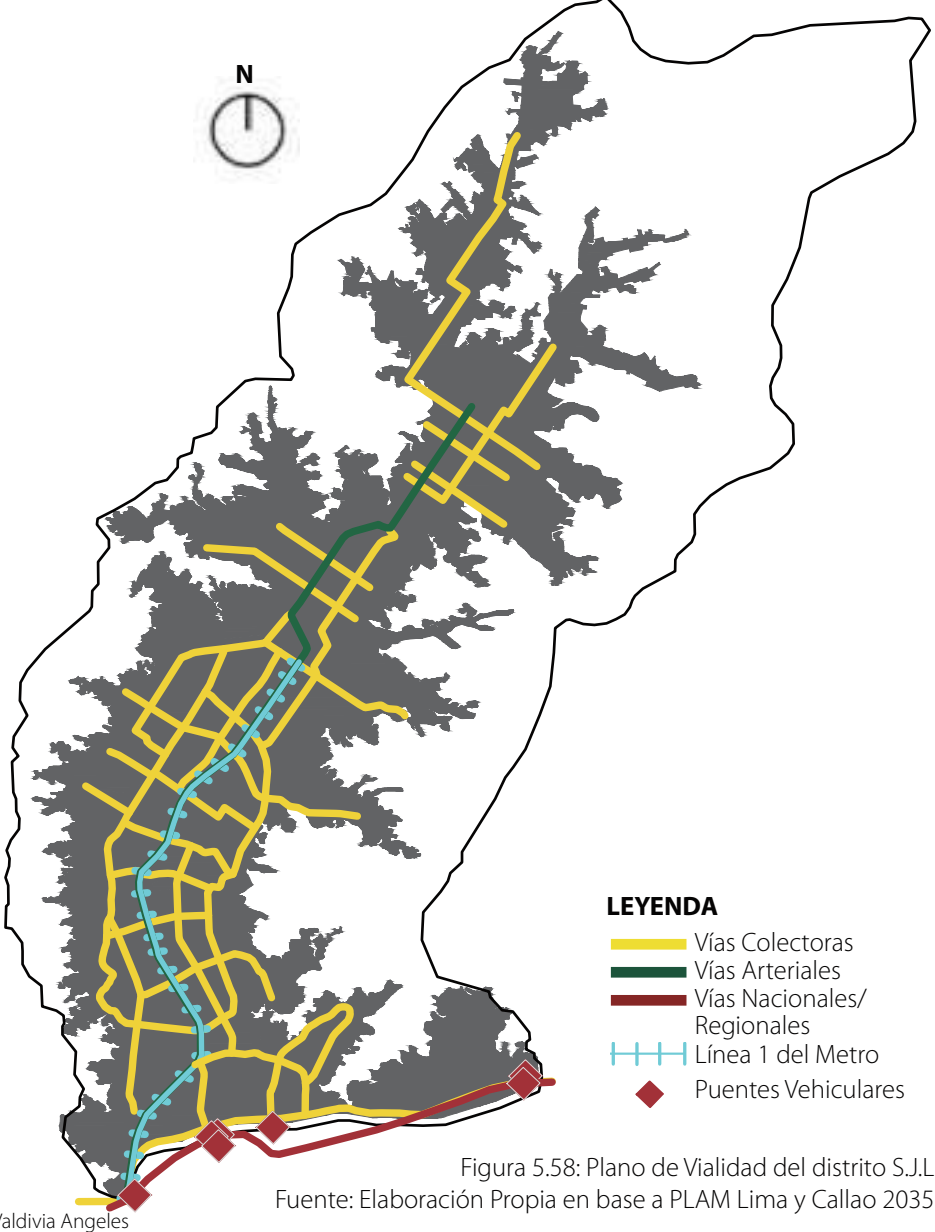 N
LEYENDA
Vías Colectoras
Vías Arteriales
Vías Nacionales/
Regionales
Línea 1 del Metro
Puentes Vehiculares
Figura 5.58: Plano de Vialidad del distrito S.J.L
Fuente: Elaboración Propia en base a PLAM Lima y Callao 2035
Valdivia Angeles